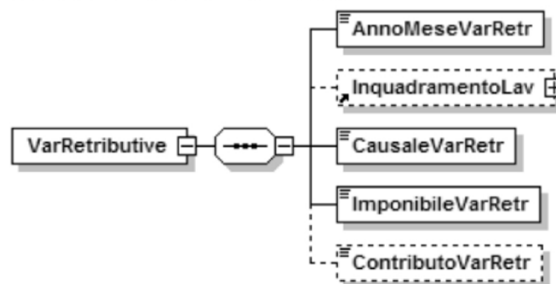 AnnoMeseVarRetr
InquadramentoLav
VarRetributive
CausaleVarRetr
ImponibileVarRetr
ContributoVarRetr